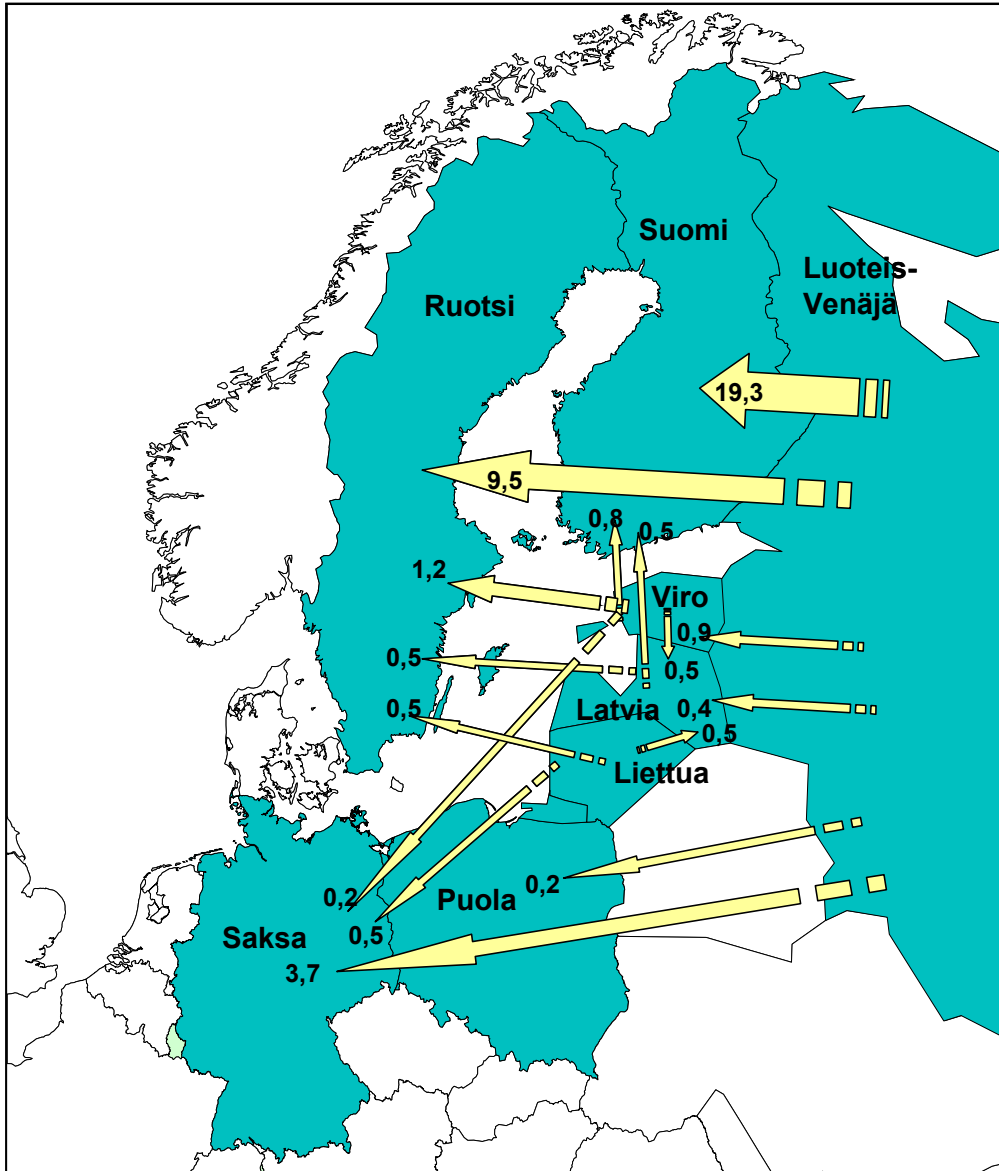 Suomi
Luoteis-
Venäjä
Ruotsi
19,3
9,5
0,8
0,5
1,2
Viro
0,9
0,5
0,5
0,5
Latvia
0,4
0,5
Liettua
0,2
0,2
Puola
0,5
Saksa
3,7